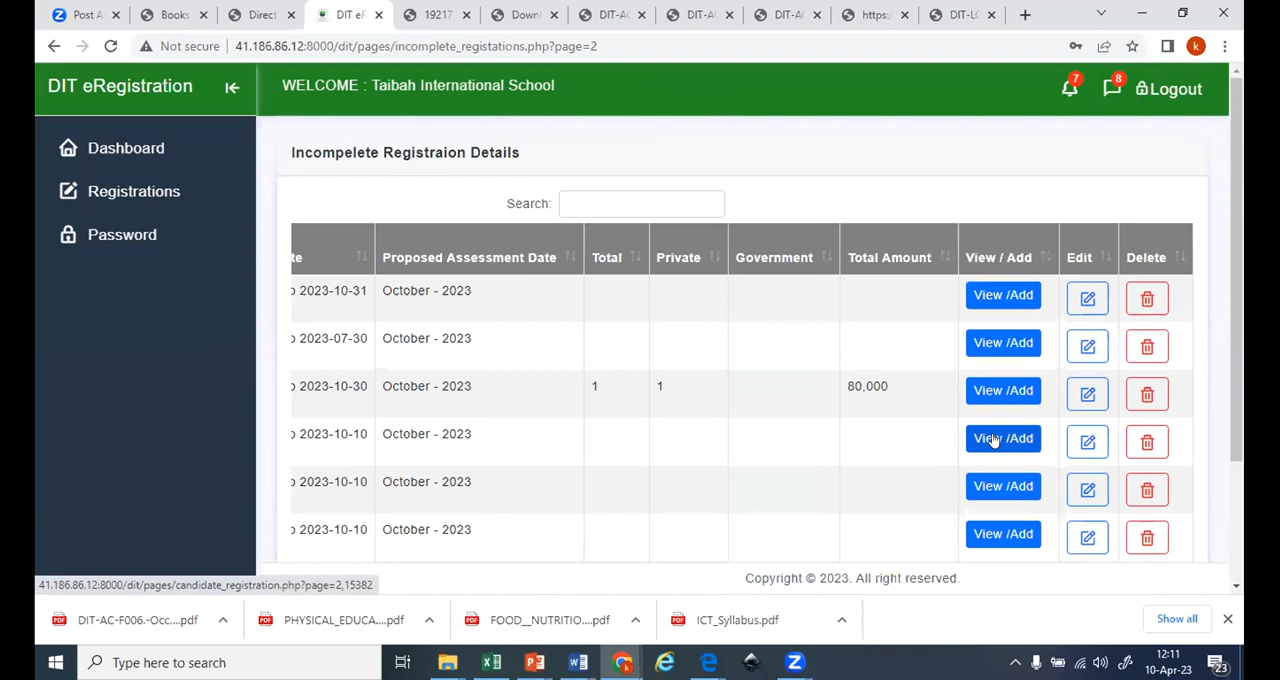 Post A
Books
Direct
DIT eR
19217
Downl
DIT-AC
DIT-AC
DIT-AC
https:/
DIT-LC
Not secure
41.186.86.12:8000/dit/pages/incomplete_registations.php?page=2
k
DIT eRegistration
WELCOME : Taibah International School
7
8
Logout
Dashboard
Registrations
Password
Incompelete Registraion Details
Search:
te Proposed Assessment Date Total Private Government Total Amount View / Add Edit Delete
o 2023-10-31 October - 2023 View /Add
o 2023-07-30 October - 2023 View /Add
o 2023-10-30 October - 2023 1 1 80,000 View /Add
o 2023-10-10 October - 2023 View /Add
o 2023-10-10 October - 2023 View /Add
o 2023-10-10 October - 2023 View /Add
Copyright © 2023. All right reserved.
41.186.86.12:8000/dit/pages/candidate_registration.php?page=2,15382
DIT-AC-F006.-Occ....pdf
PHYSICAL_EDUCA....pdf
FOOD__NUTRITIO....pdf
ICT_Syllabus.pdf
Show all
Type here to search
12:11
10-Apr-23
23